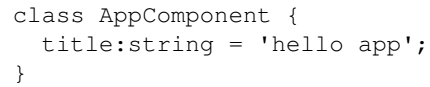 class AppComponent {
  title:string = 'hello app';
}